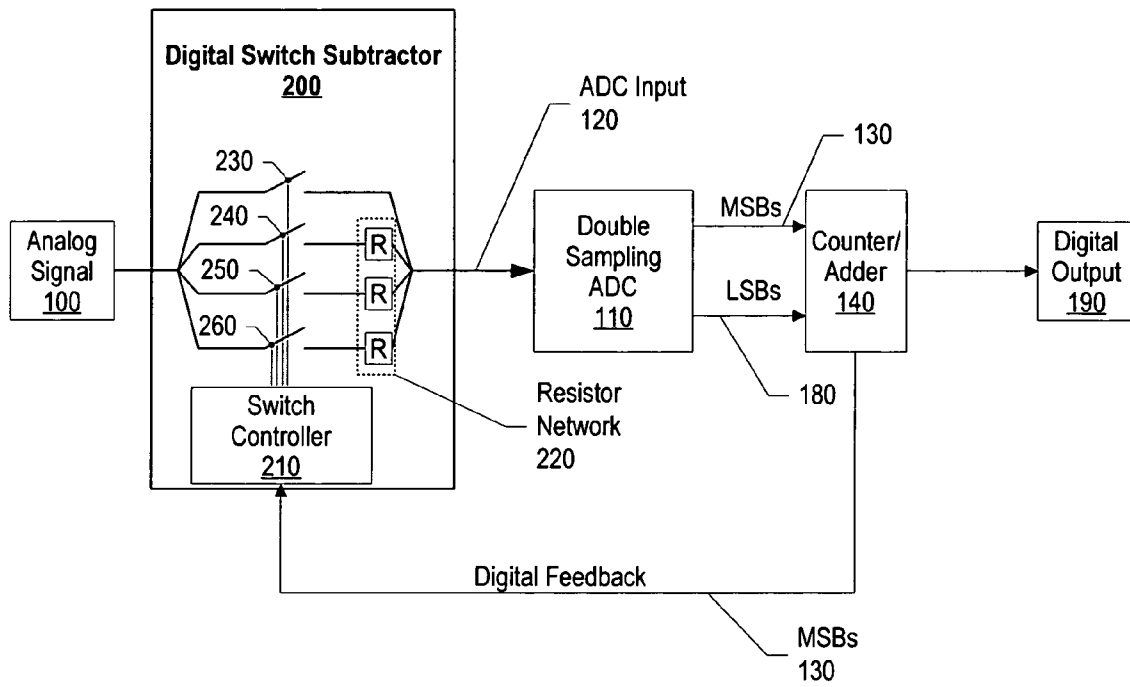 Digital Switch Subtractor
200
ADC Input
120
230
130
MSBs
240
R
Analog
Signal
100
250
R
Double
Sampling
ADC
110
Counter/
Adder
140
Digital
Output
190
LSBs
260
R
180
Switch
Controller
210
Resistor
Network
220
Digital Feedback
MSBs
130